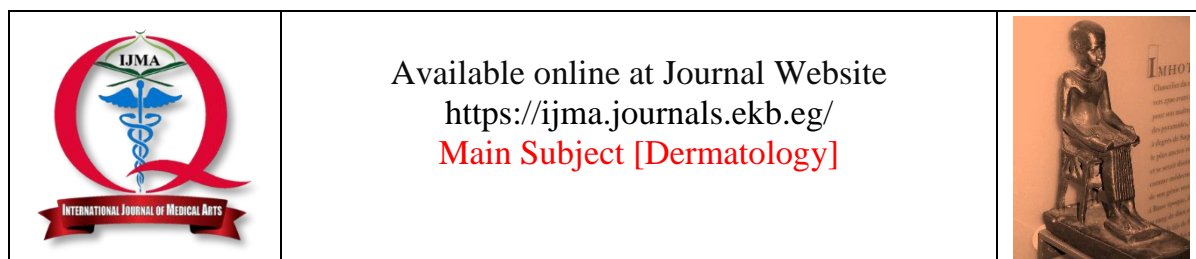 IJMA
INTERNATIONAL JOURNAL OF MEDICAL ARTS
Available online at Journal Website
https://ijma.journals.ekb.eg/
Main Subject [Dermatology]
IMHOT